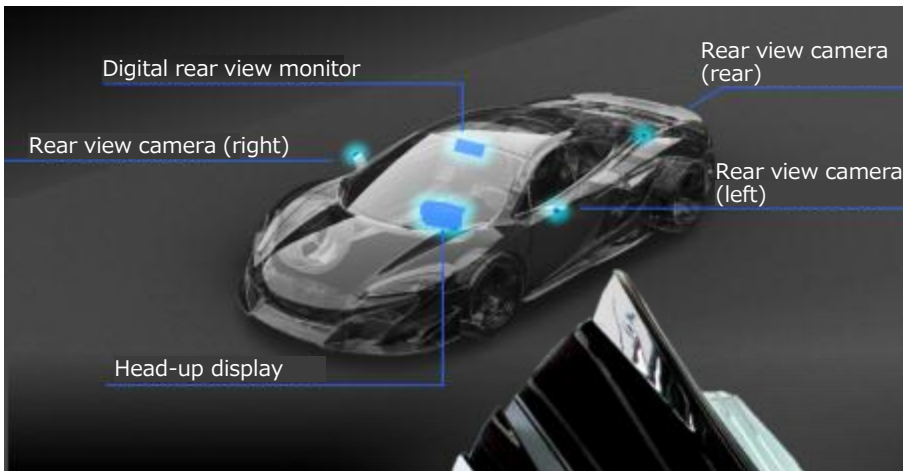 Digital rear view monitor
Rear view camera
(rear)
Rear view camera (right)
Rear view camera
(left)
Head-up display